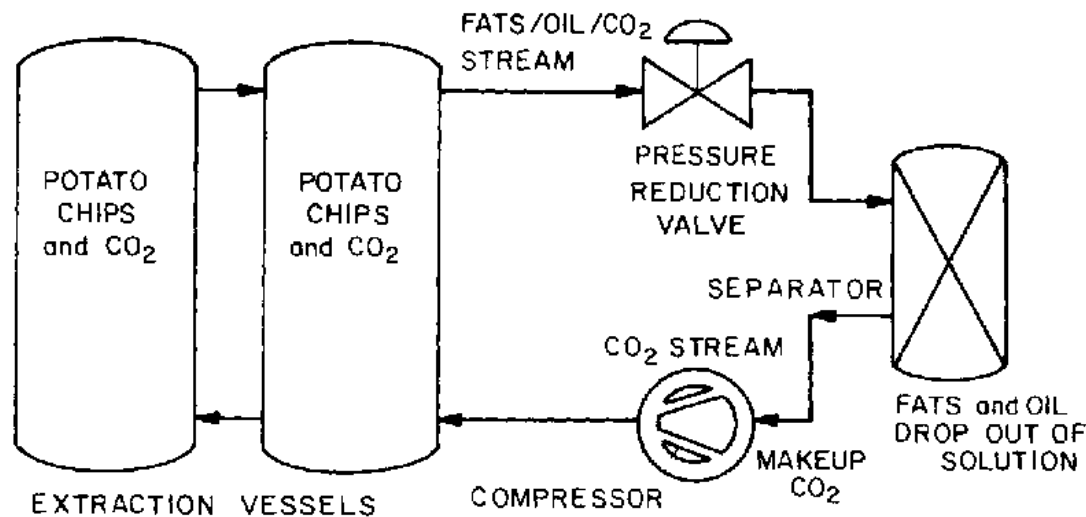 FATS/OIL/CO₂
STREAM
POTATO
CHIPS
and CO₂
POTATO
CHIPS
and CO₂
PRESSURE
REDUCTION
VALVE
SEPARATOR
CO₂ STREAM
FATS and OIL
DROP OUT OF
SOLUTION
MAKEUP
CO₂
COMPRESSOR
EXTRACTION VESSELS